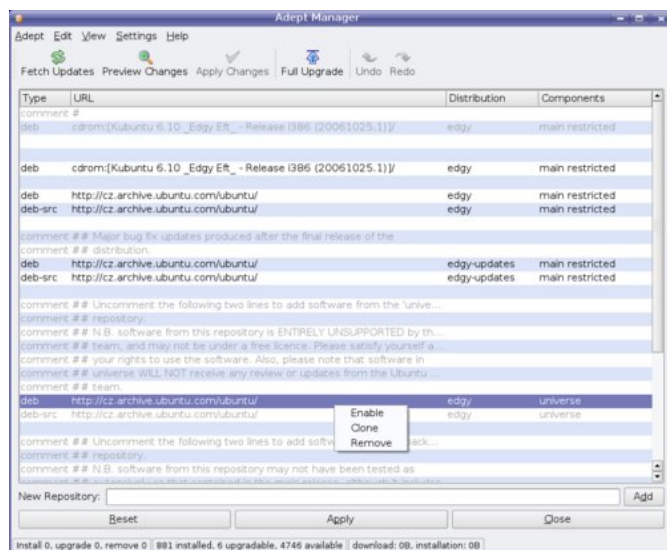 Adept Manager
Adept Edit View Settings Help
Fetch Updates Preview Changes Apply Changes Full Upgrade Undo Redo
Type URL Distribution Components
comment #
deb cdrom:[Kubuntu 6.10 _Edgy Eft_ - Release i386 (20061025.1)]/ edgy main restricted
deb cdrom:[Kubuntu 6.10 _Edgy Eft_ - Release i386 (20061025.1)]/ edgy main restricted
deb http://cz.archive.ubuntu.com/ubuntu/ edgy main restricted
deb-src http://cz.archive.ubuntu.com/ubuntu/ edgy main restricted
comment ## Major bug fix updates produced after the final release of the
comment ## distribution.
deb http://cz.archive.ubuntu.com/ubuntu/ edgy-updates main restricted
deb-src http://cz.archive.ubuntu.com/ubuntu/ edgy-updates main restricted
comment ## Uncomment the following two lines to add software from the 'unive...
comment ## repository.
comment ## N.B. software from this repository is ENTIRELY UNSUPPORTED by th...
comment ## team, and may not be under a free licence. Please satisfy yourself a...
comment ## your rights to use the software. Also, please note that software in
comment ## universe WILL NOT receive any review or updates from the Ubuntu ...
comment ## team.
deb http://cz.archive.ubuntu.com/ubuntu/ edgy universe
deb-src http://cz.archive.ubuntu.com/ubuntu/ edgy universe
Enable
Clone
Remove
comment ## Uncomment the following two lines to add softw ack...
comment ## repository.
comment ## N.B. software from this repository may not have been tested as
New Repository: Add
Reset Apply Close
Install 0, upgrade 0, remove 0 881 installed, 6 upgradable, 4746 available download: 0B, installation: 0B